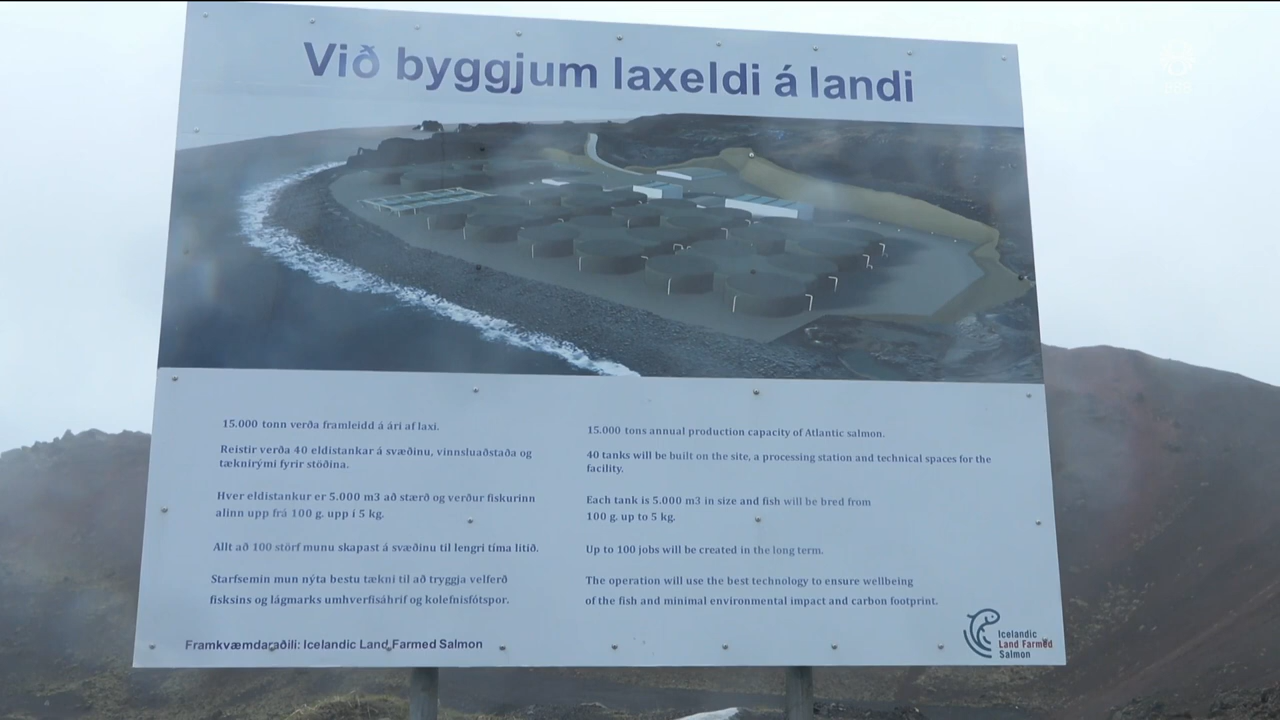 Við byggjum laxeldi á landi
15.000 tonn verða framleidd á ári af laxi.
Reistir verða 40 eldistankar á svæðinu, vinnsluaðstaða og
tæknirými fyrir stöðina.
Hver eldistankur er 5.000 m3 að stærð og verður fiskurinn
alinn upp frá 100 g. upp í 5 kg.
Allt að 100 störf munu skapast á svæðinu til lengri tíma litið.
Starfsemin mun nýta bestu tækni til að tryggja velferð
fisksins og lágmarks umhverfisáhrif og kolefnisfótspor.
Framkvæmdaraðili: Icelandic Land Farmed Salmon
15.000 tons annual production capacity of Atlantic salmon.
40 tanks will be built on the site, a processing station and technical spaces for the
facility.
Each tank is 5.000 m3 in size and fish will be bred from
100 g. up to 5 kg.
Up to 100 jobs will be created in the long term.
The operation will use the best technology to ensure wellbeing
of the fish and minimal environmental impact and carbon footprint.
Icelandic
Land Farmed
Salmon